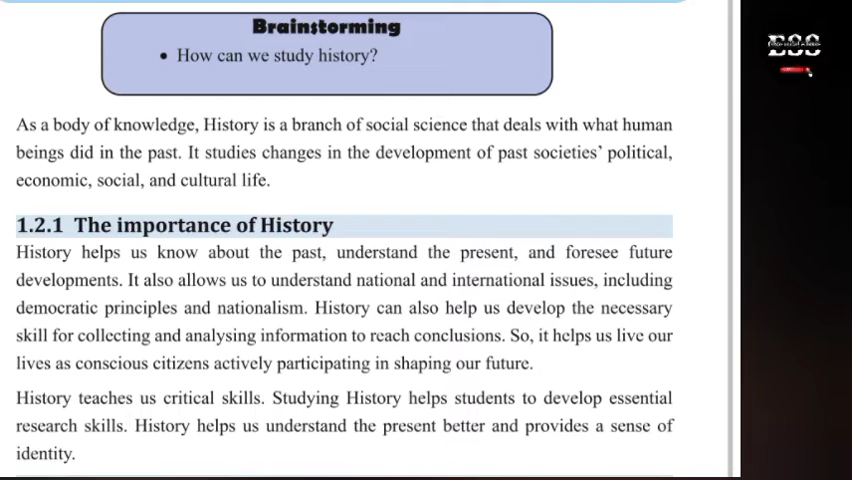 Brainstorming
• How can we study history?
ESS
As a body of knowledge, History is a branch of social science that deals with what human
beings did in the past. It studies changes in the development of past societies' political,
economic, social, and cultural life.
1.2.1 The importance of History
History helps us know about the past, understand the present, and foresee future
developments. It also allows us to understand national and international issues, including
democratic principles and nationalism. History can also help us develop the necessary
skill for collecting and analysing information to reach conclusions. So, it helps us live our
lives as conscious citizens actively participating in shaping our future.
History teaches us critical skills. Studying History helps students to develop essential
research skills. History helps us understand the present better and provides a sense of
identity.